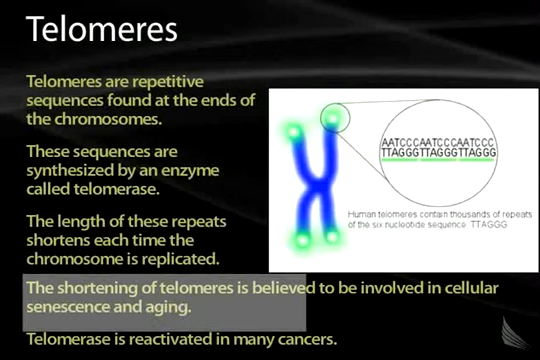 Telomeres
Telomeres are repetitive
sequences found at the ends of
the chromosomes.
These sequences are
synthesized by an enzyme
called telomerase.
The length of these repeats
shortens each time the
chromosome is replicated.
The shortening of telomeres is believed to be involved in cellular
senescence and aging.
Telomerase is reactivated in many cancers.
AATCCCAATCCCAATCCC
TTAGGGTTAGGGTTAGGG
Human telomeres contain thousands of repeats
of the six nucleotide sequence TTAGGG